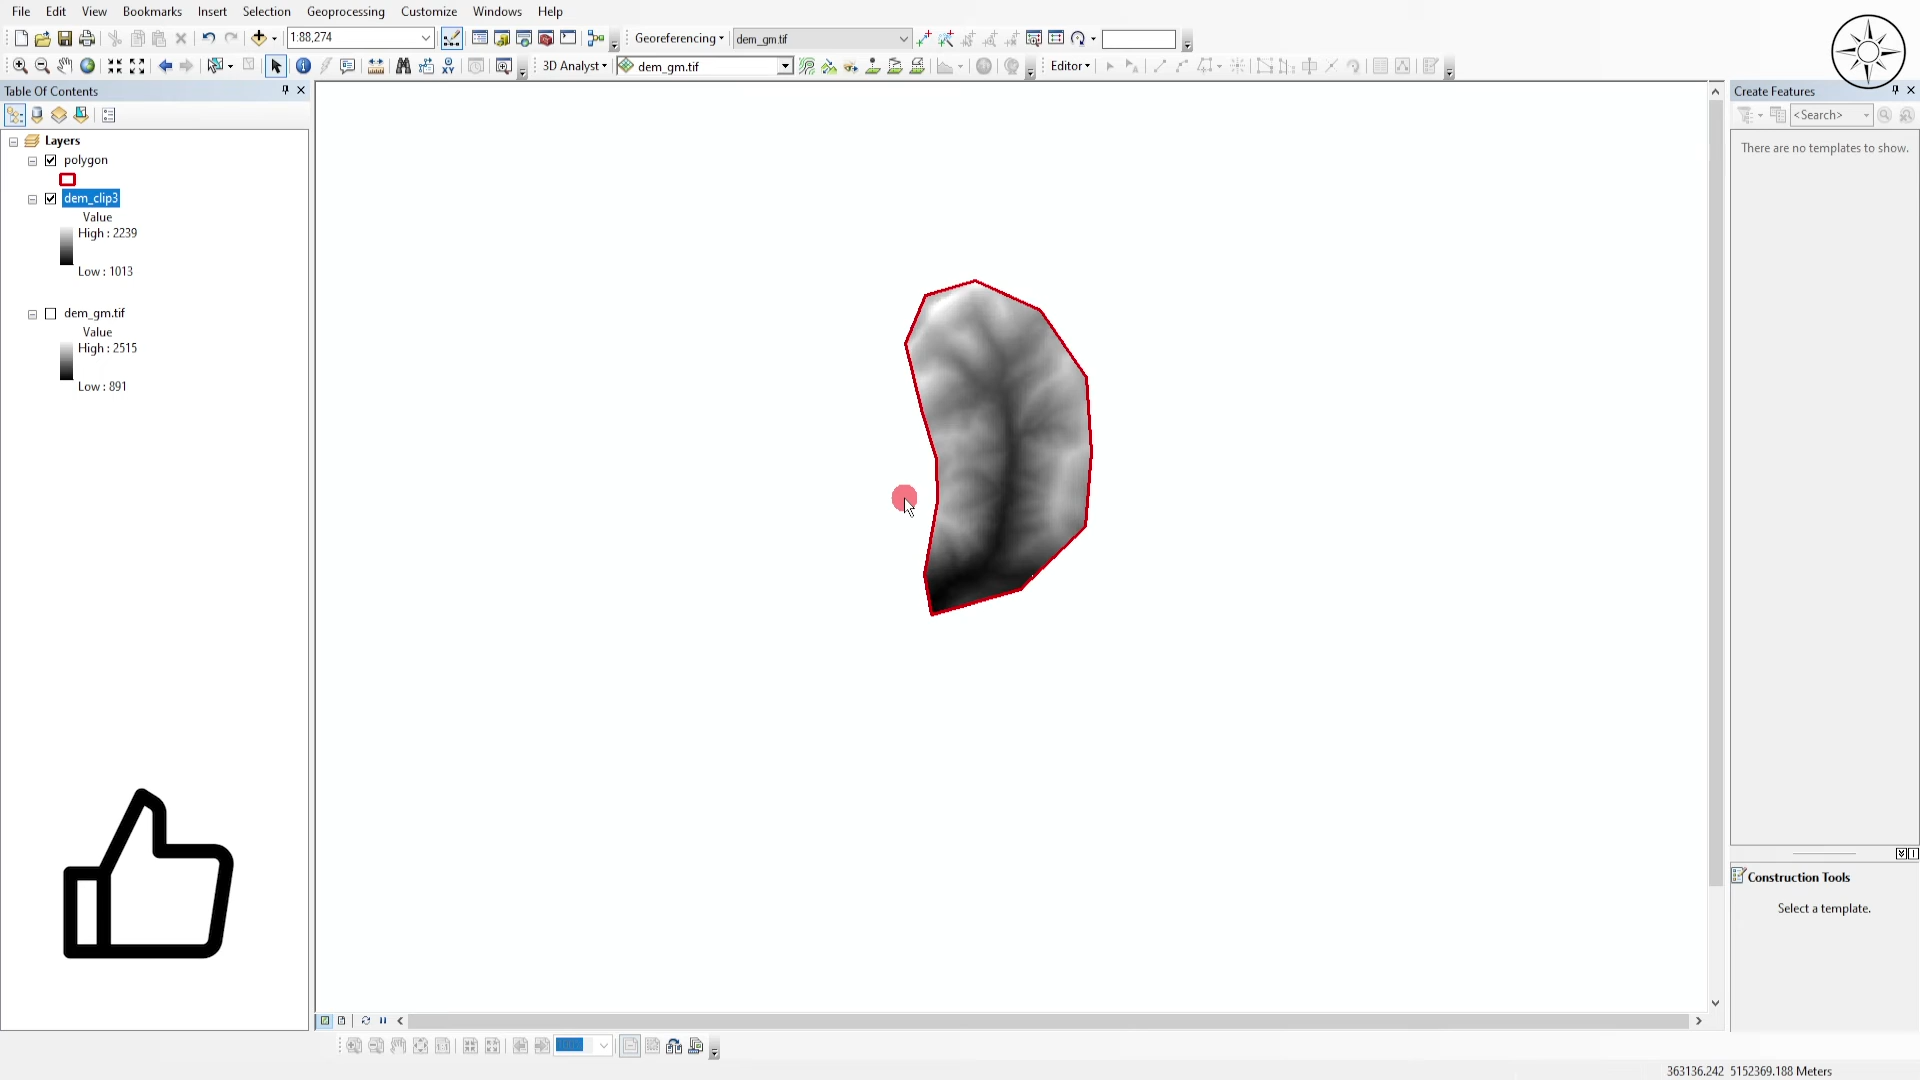 File Edit View Bookmarks Insert Selection Geoprocessing Customize Windows Help
1:88,274 Georeferencing dem_gm.tif
3D Analyst dem_gm.tif Editor
Table Of Contents
Layers
polygon
dem_clip3
Value
High : 2239
Low : 1013
dem_gm.tif
Value
High : 2515
Low : 891
Create Features
<Search>
There are no templates to show.
Construction Tools
Select a template.
363136.242 5152369.188 Meters